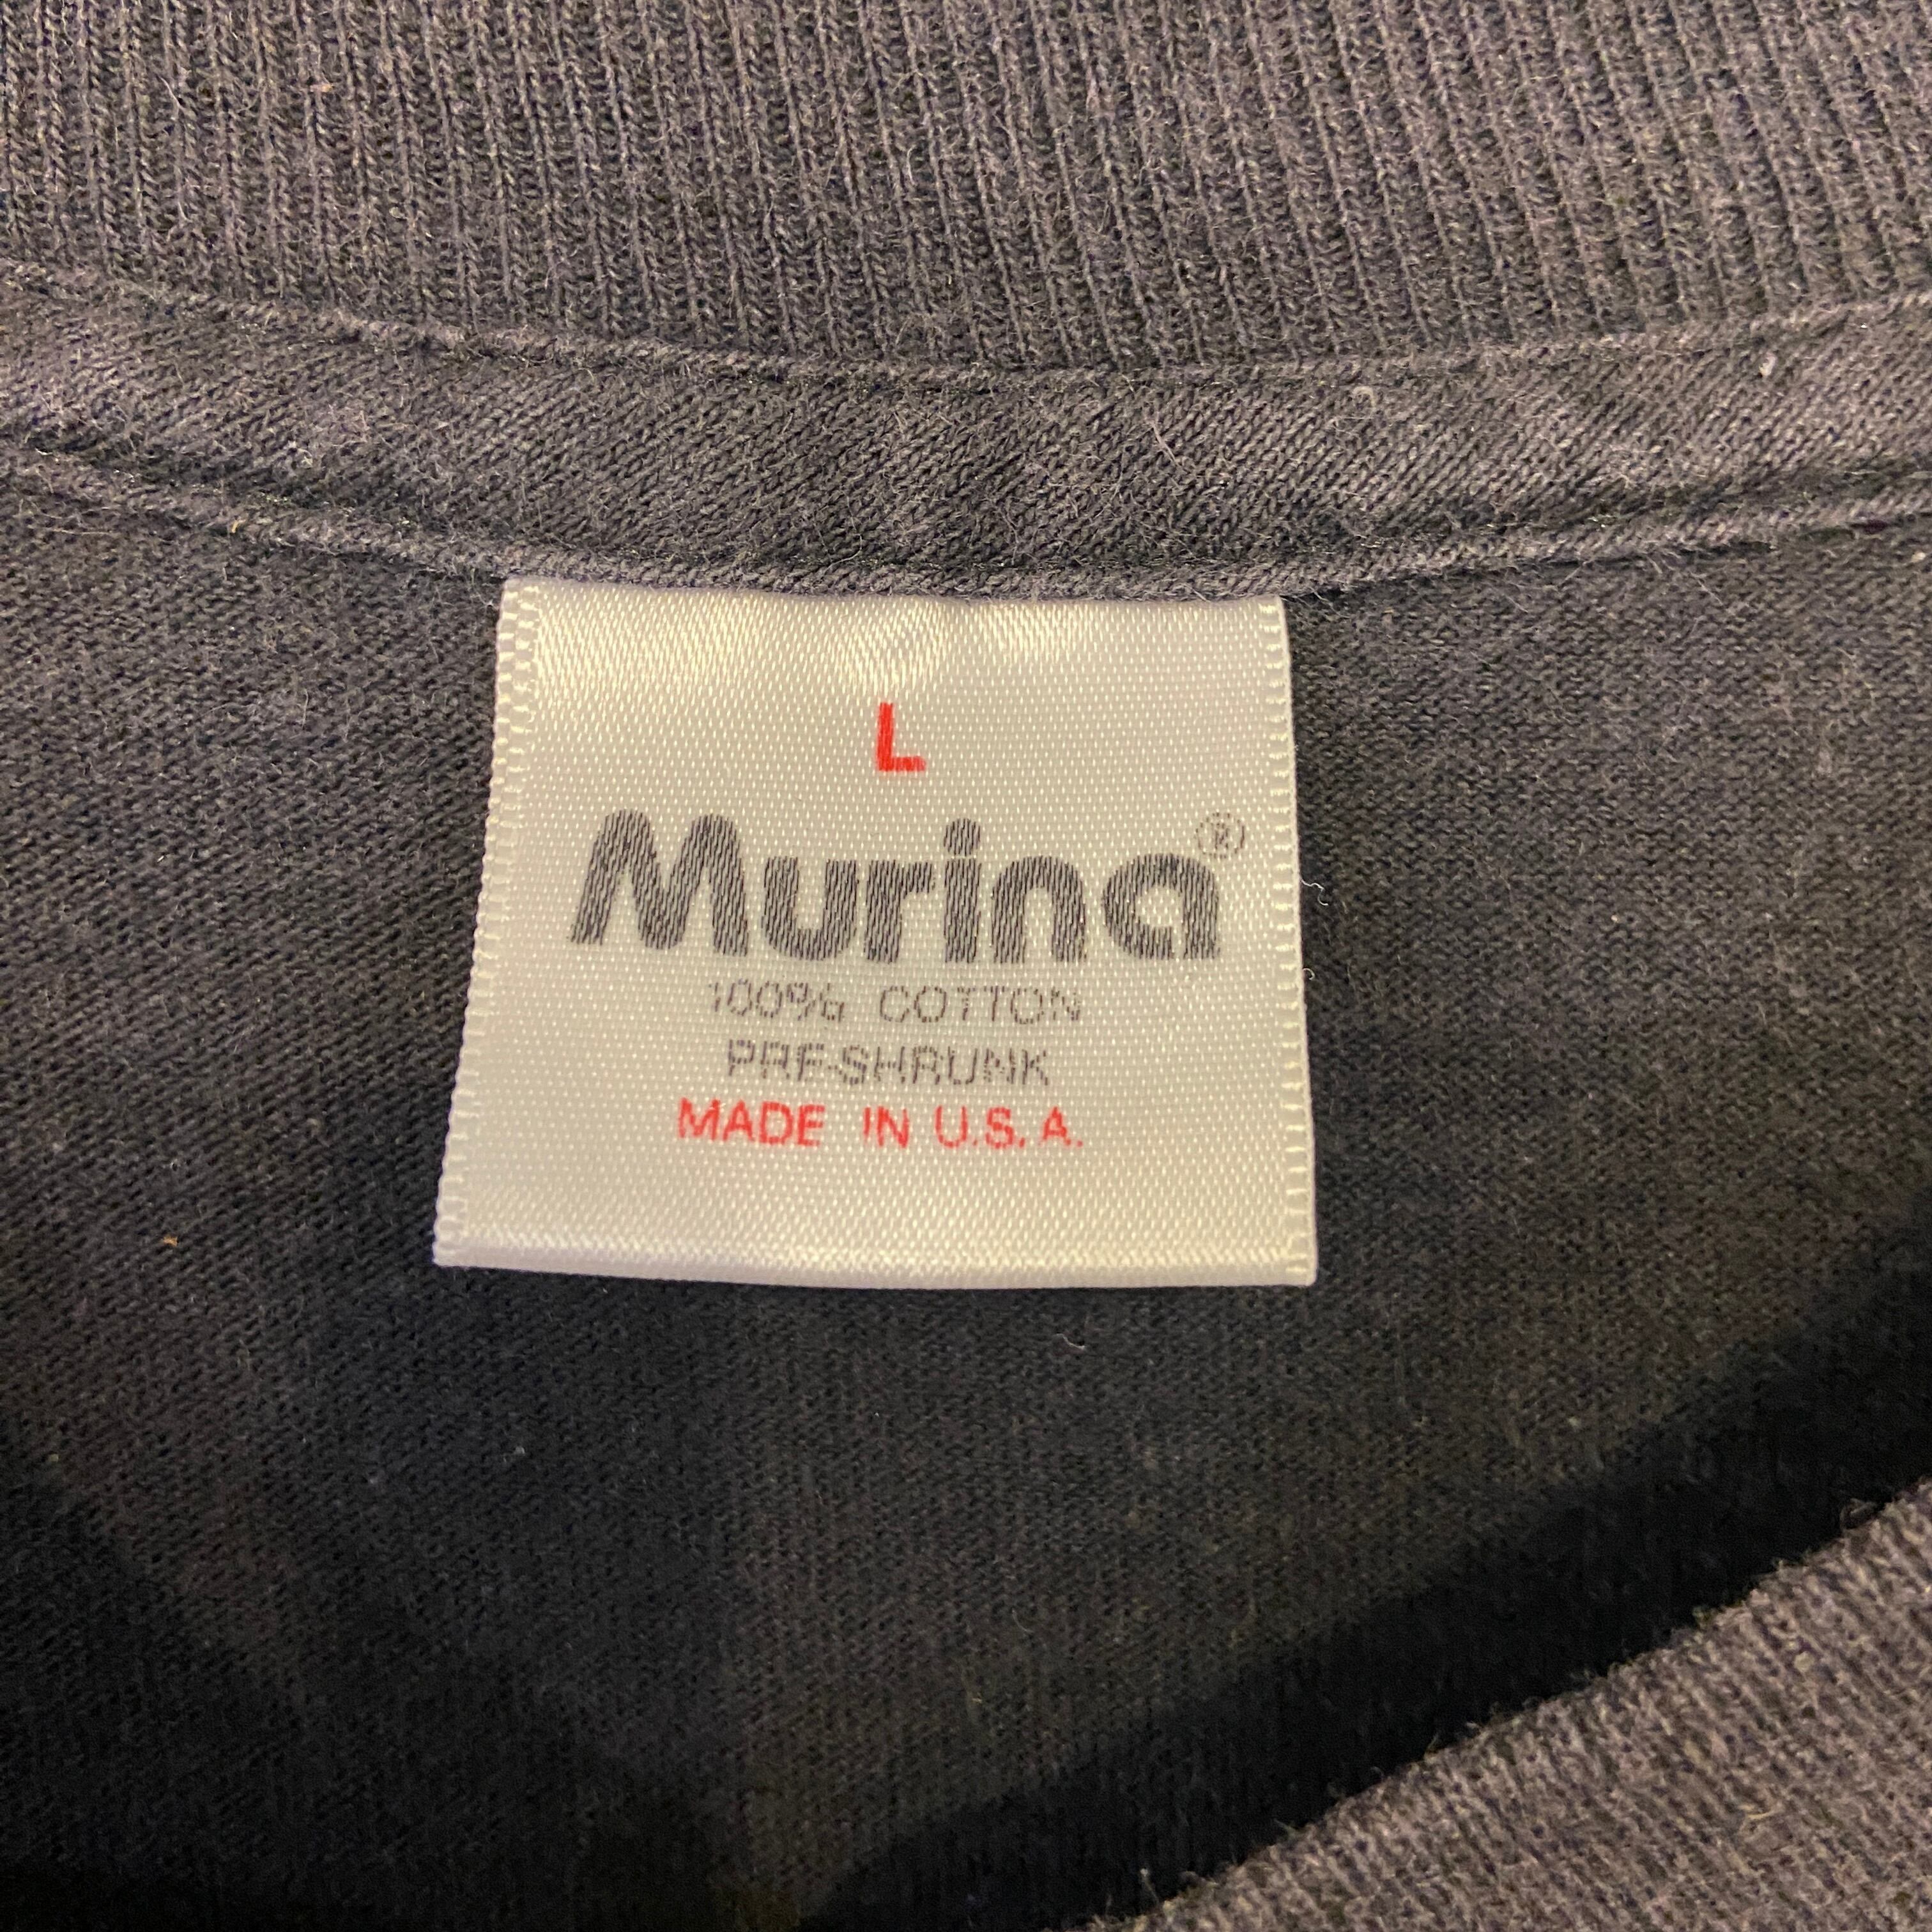 L
Murina®
100% COTTON
PRE-SHRUNK
MADE IN U.S.A.